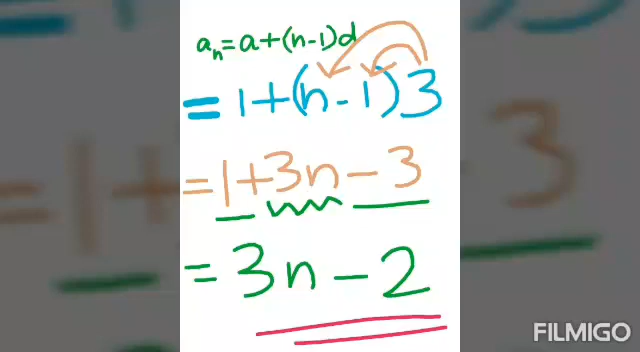 aₙ=a+(n-1)d
=1+(n-1)3
=1+3n-3
=3n-2
FILMIGO